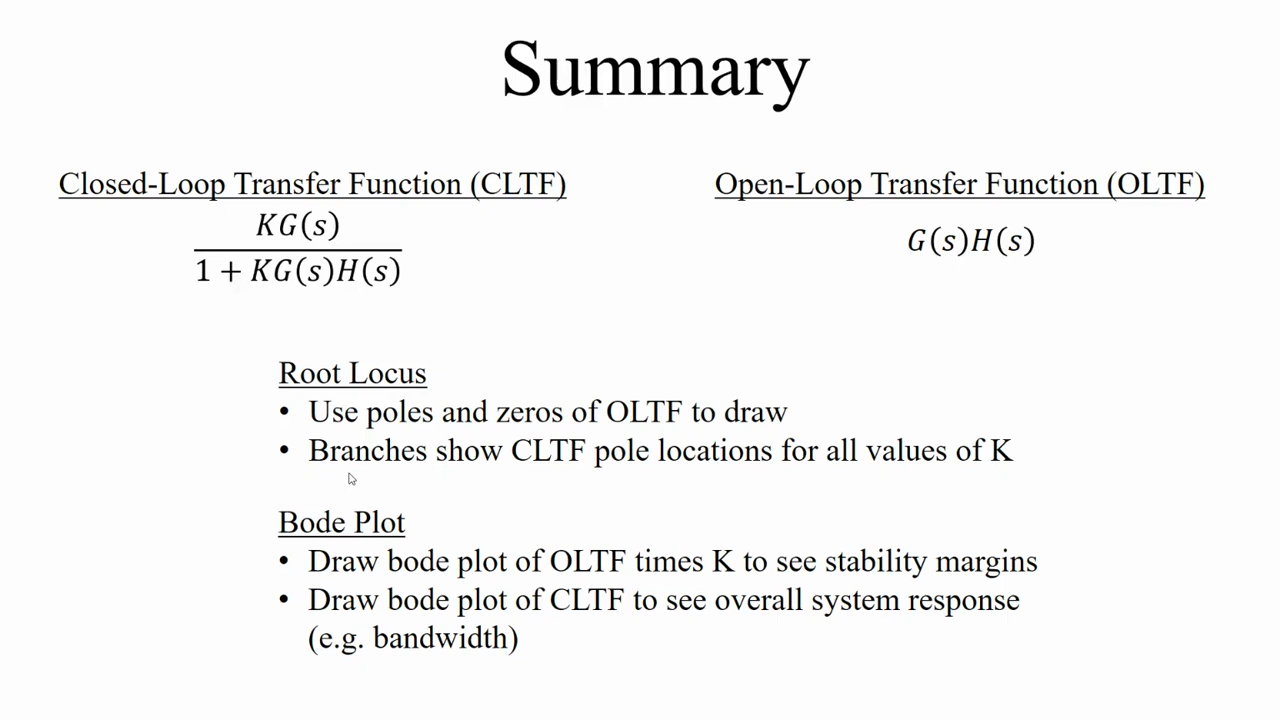 Summary
Closed-Loop Transfer Function (CLTF)
KG(s)
1 + KG(s)H(s)
Open-Loop Transfer Function (OLTF)
G(s)H(s)
Root Locus
• Use poles and zeros of OLTF to draw
• Branches show CLTF pole locations for all values of K
Bode Plot
• Draw bode plot of OLTF times K to see stability margins
• Draw bode plot of CLTF to see overall system response
(e.g. bandwidth)